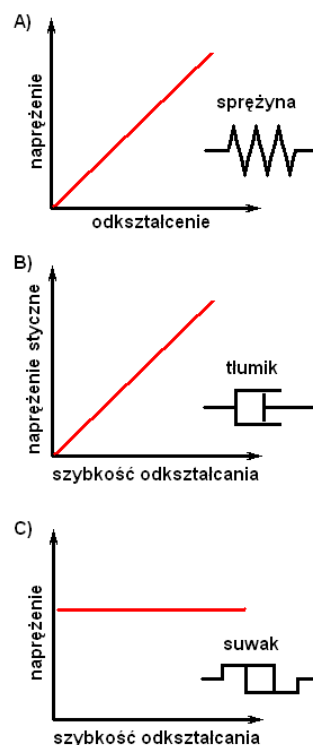 A)
naprężenie
sprężyna
odkształcenie
B)
naprężenie styczne
tłumik
szybkość odkształcania
C)
naprężenie
suwak
szybkość odkształcania